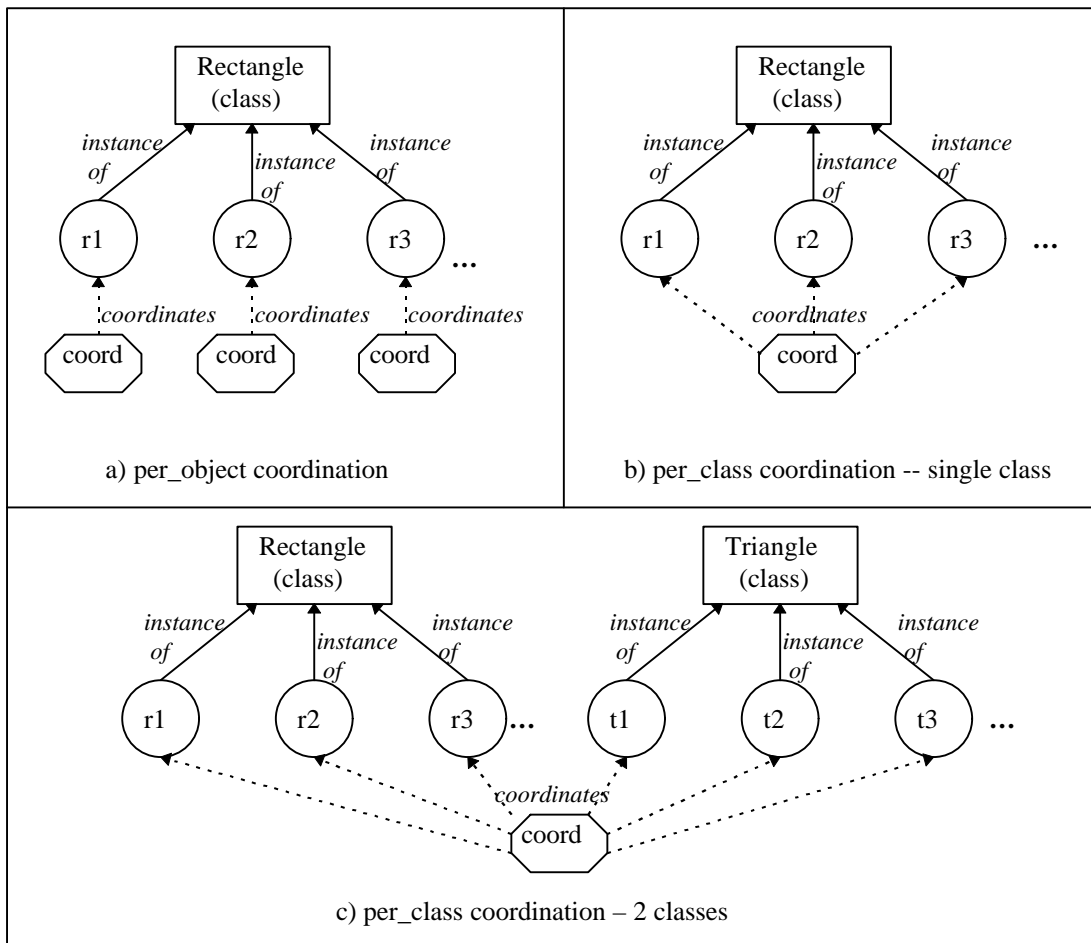 Rectangle
(class)
instance
of
instance
of
instance
of
r1
r2
r3
...
coordinates
coordinates
coordinates
coord
coord
coord
a) per_object coordination
Rectangle
(class)
instance
of
instance
of
instance
of
r1
r2
r3
...
coordinates
coord
b) per_class coordination -- single class
Rectangle
(class)
instance
of
instance
of
instance
of
r1
r2
r3
...
Triangle
(class)
instance
of
instance
of
instance
of
t1
t2
t3
...
coordinates
coord
c) per_class coordination – 2 classes